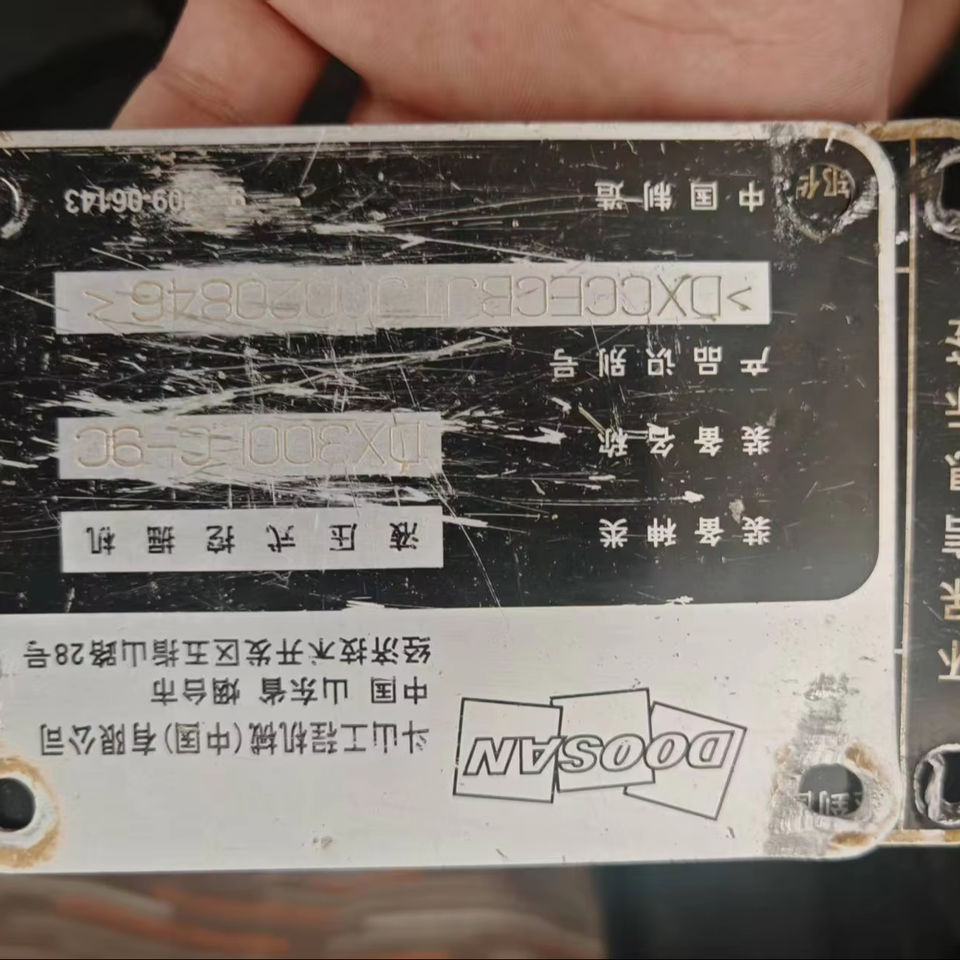 DOOSAN
斗山工程机械(中国)有限公司
中国 山东省 烟台市
经济技术开发区五指山路28号
装备种类 液压式挖掘机
装备名称 DX300LC-9C
产品识别号
>DXCCECBJTJ0020846<
中国制造 09-06143